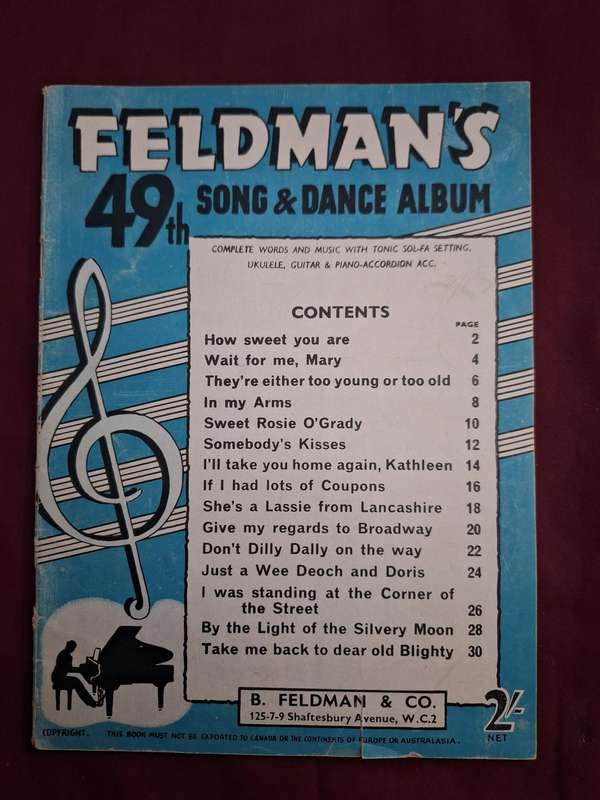 FELDMAN'S
49th SONG & DANCE ALBUM
COMPLETE WORDS AND MUSIC WITH TONIC SOL-FA SETTING,
UKULELE, GUITAR & PIANO-ACCORDION ACC.
CONTENTS
PAGE
How sweet you are 2
Wait for me, Mary 4
They're either too young or too old 6
In my Arms 8
Sweet Rosie O'Grady 10
Somebody's Kisses 12
I'll take you home again, Kathleen 14
If I had lots of Coupons 16
She's a Lassie from Lancashire 18
Give my regards to Broadway 20
Don't Dilly Dally on the way 22
Just a Wee Deoch and Doris 24
I was standing at the Corner of
the Street 26
By the Light of the Silvery Moon 28
Take me back to dear old Blighty 30
B. FELDMAN & CO.
125-7-9 Shaftesbury Avenue, W.C.2
2/-
NET
COPYRIGHT. THIS BOOK MUST NOT BE EXPORTED TO CANADA OR THE CONTINENTS OF EUROPE OR AUSTRALASIA.